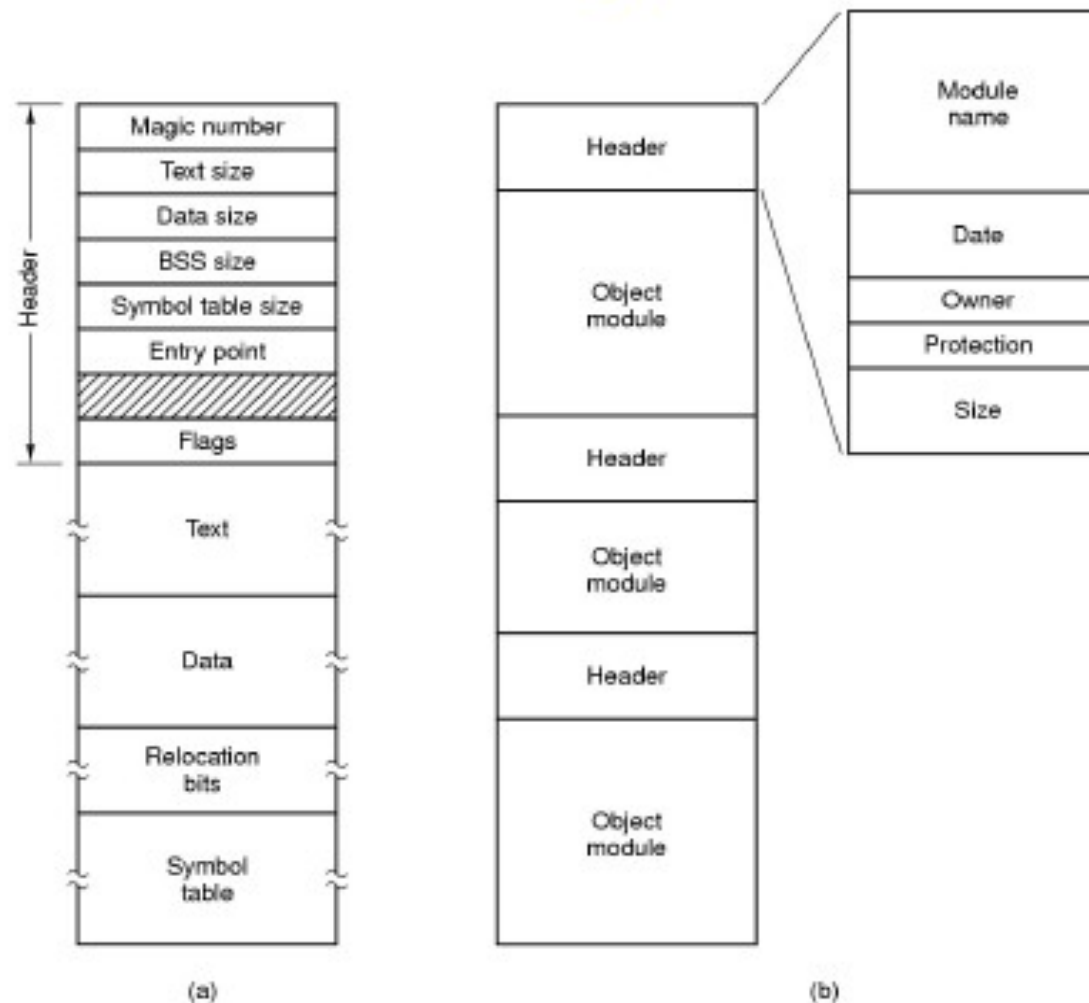 Header
Magic number
Text size
Data size
BSS size
Symbol table size
Entry point
Flags
Text
Data
Relocation
bits
Symbol
table
(a)
Header
Object
module
Header
Object
module
Header
Object
module
Module
name
Date
Owner
Protection
Size
(b)